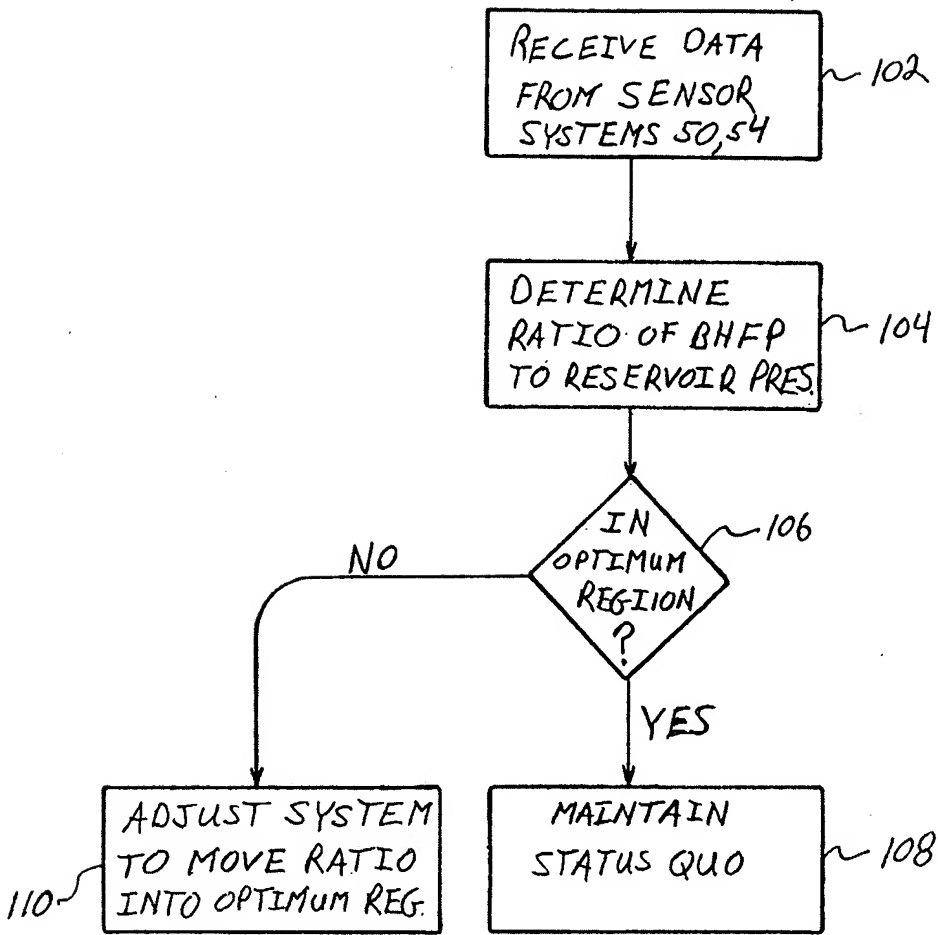 RECEIVE DATA
FROM SENSOR
SYSTEMS 50,54
102
DETERMINE
RATIO OF BHFP
TO RESERVOIR PRES.
104
IN
OPTIMUM
REGIION
?
106
NO
YES
ADJUST SYSTEM
TO MOVE RATIO
INTO OPTIMUM REG.
110
MAINTAIN
STATUS QUO
108